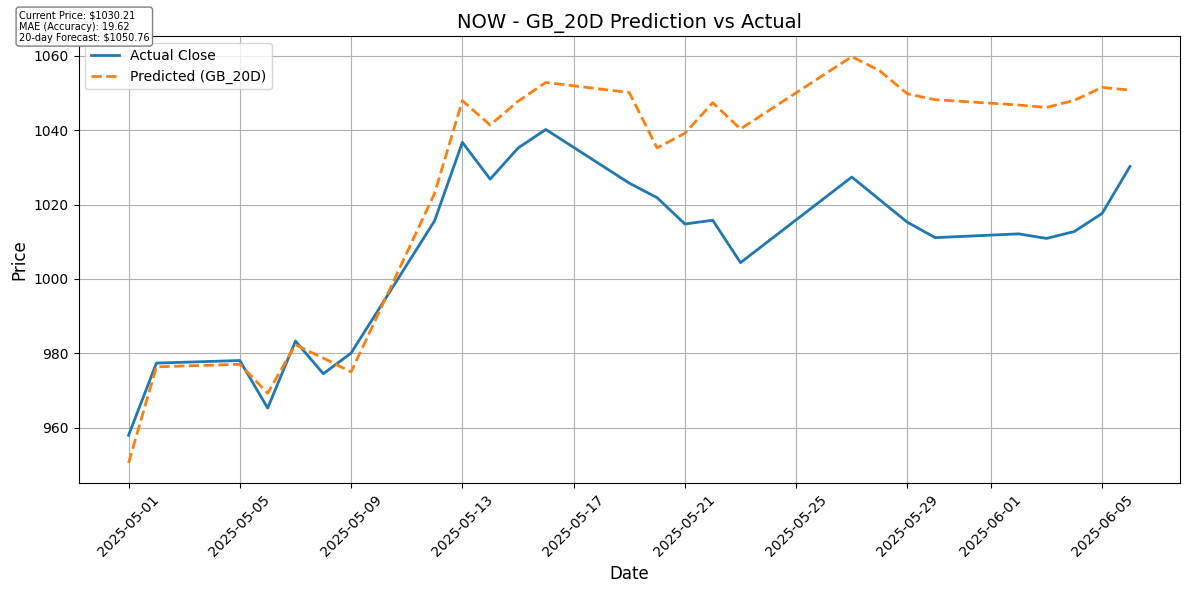 Current Price: $1030.21
MAE (Accuracy): 19.62
20-day Forecast: $1050.76
NOW - GB_20D Prediction vs Actual
Actual Close
Predicted (GB_20D)
1060
1040
1020
1000
980
960
Price
2025-05-01
2025-05-05
2025-05-09
2025-05-13
2025-05-17
2025-05-21
2025-05-25
2025-05-29
2025-06-01
2025-06-05
Date